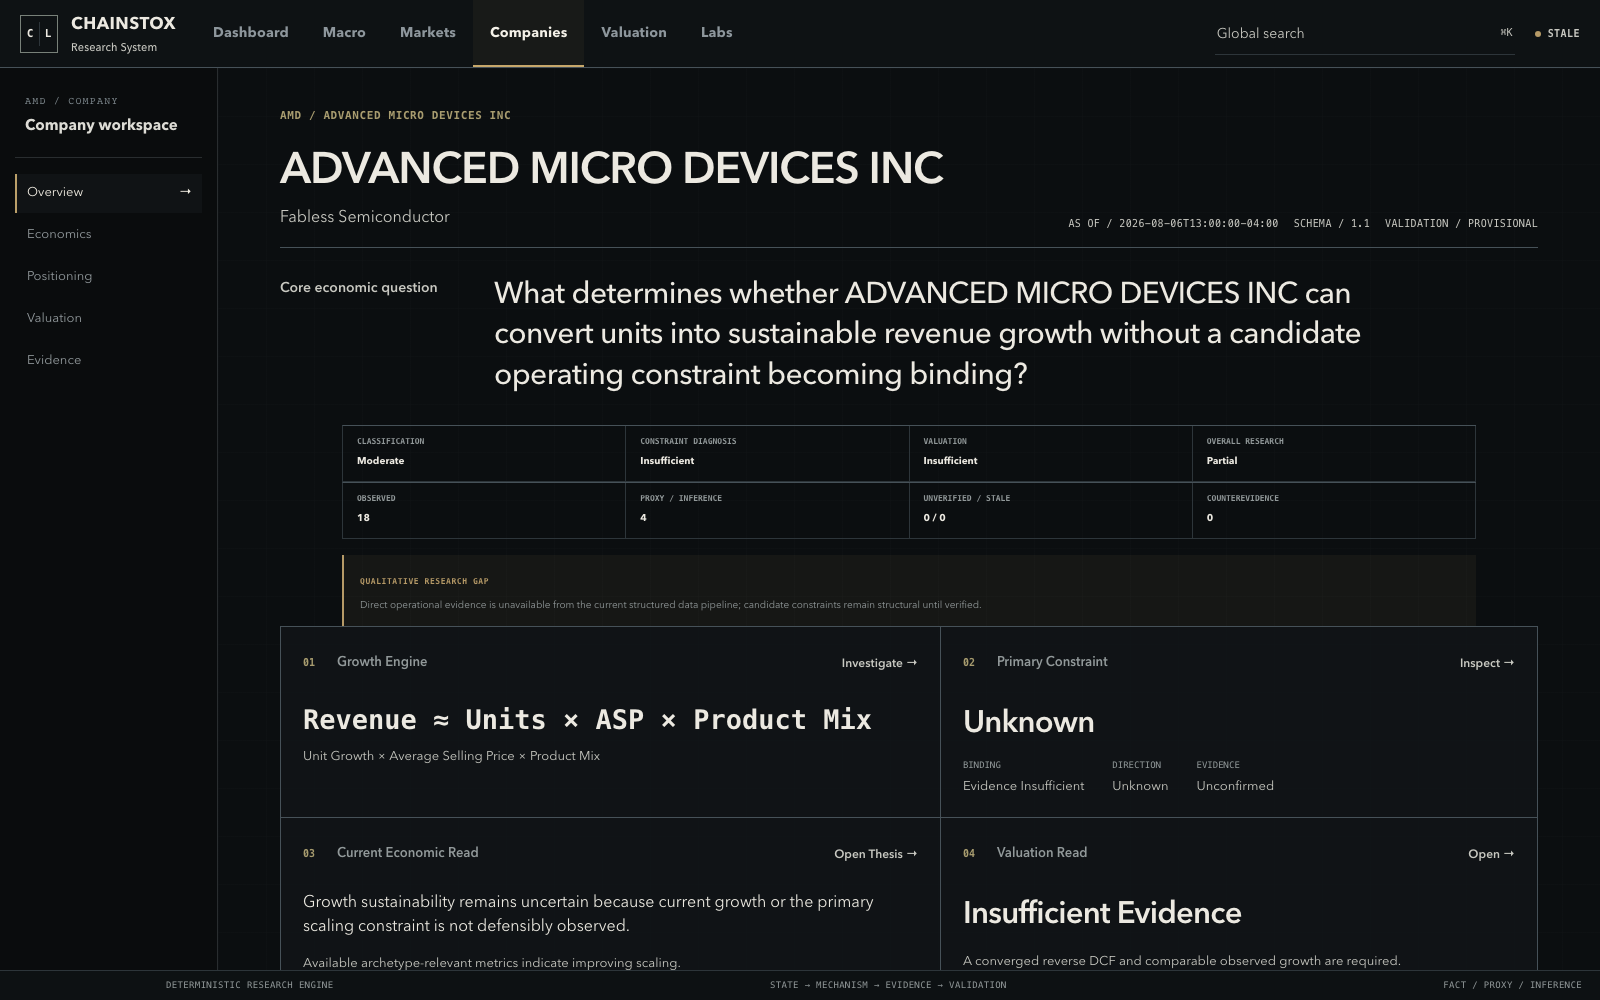 C L
CHAINSTOX
Research System
Dashboard
Macro
Markets
Companies
Valuation
Labs
Global search
⌘K
STALE
AMD / COMPANY
Company workspace
Overview →
Economics
Positioning
Valuation
Evidence
AMD / ADVANCED MICRO DEVICES INC
ADVANCED MICRO DEVICES INC
Fabless Semiconductor
AS OF / 2026-08-06T13:00:00-04:00 SCHEMA / 1.1 VALIDATION / PROVISIONAL
Core economic question
What determines whether ADVANCED MICRO DEVICES INC can
convert units into sustainable revenue growth without a candidate
operating constraint becoming binding?
CLASSIFICATION
Moderate
CONSTRAINT DIAGNOSIS
Insufficient
VALUATION
Insufficient
OVERALL RESEARCH
Partial
OBSERVED
18
PROXY / INFERENCE
4
UNVERIFIED / STALE
0 / 0
COUNTEREVIDENCE
0
QUALITATIVE RESEARCH GAP
Direct operational evidence is unavailable from the current structured data pipeline; candidate constraints remain structural until verified.
01 Growth Engine Investigate →
Revenue ≈ Units × ASP × Product Mix
Unit Growth × Average Selling Price × Product Mix
02 Primary Constraint Inspect →
Unknown
BINDING
Evidence Insufficient
DIRECTION
Unknown
EVIDENCE
Unconfirmed
03 Current Economic Read Open Thesis →
Growth sustainability remains uncertain because current growth or the primary
scaling constraint is not defensibly observed.
Available archetype-relevant metrics indicate improving scaling.
04 Valuation Read Open →
Insufficient Evidence
A converged reverse DCF and comparable observed growth are required.
DETERMINISTIC RESEARCH ENGINE
STATE → MECHANISM → EVIDENCE → VALIDATION
FACT / PROXY / INFERENCE